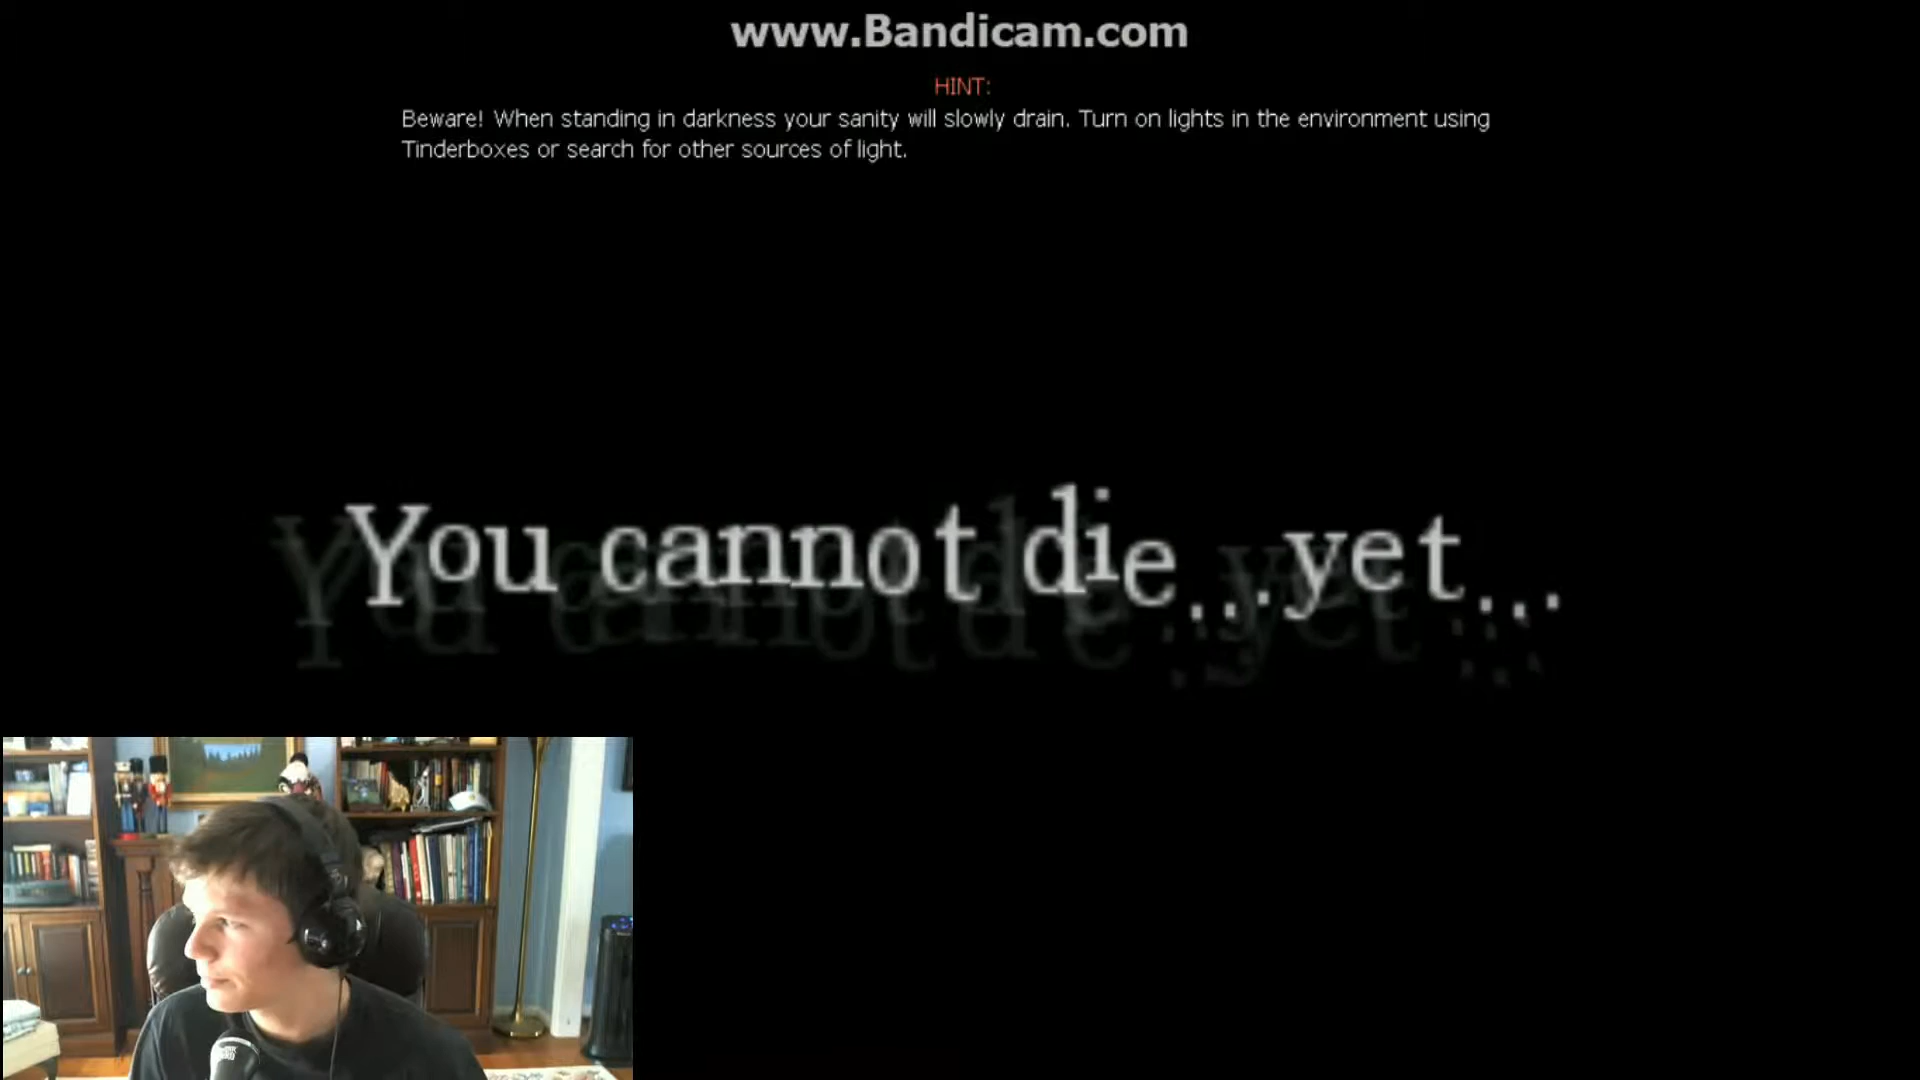 www.Bandicam.com
HINT:
Beware! When standing in darkness your sanity will slowly drain. Turn on lights in the environment using
Tinderboxes or search for other sources of light.
You cannot die...yet...